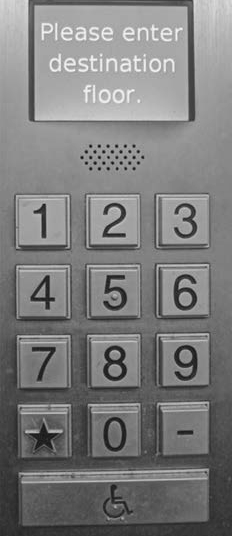 Please enter
destination
floor.
1 2 3
4 5 6
7 8 9
★ 0 -